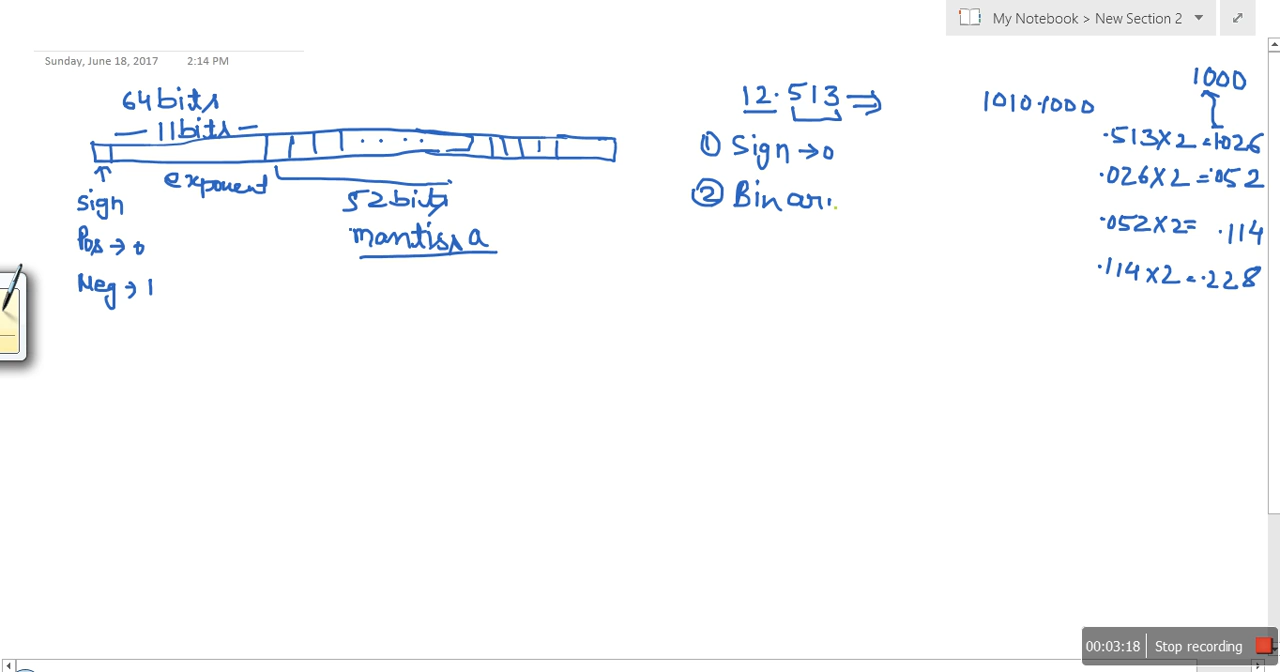 My Notebook > New Section 2
Sunday, June 18, 2017 2:14 PM
64 bits
11 bits
exponent
sign
Pos → 0
Neg → 1
52 bits
mantissa
12.513 ⇒
① Sign → 0
② Binar
1010.1000
1000
.513 x 2 = 1.026
.026 x 2 = .052
.052 x 2 = .114
.114 x 2 = .228
00:03:18 Stop recording